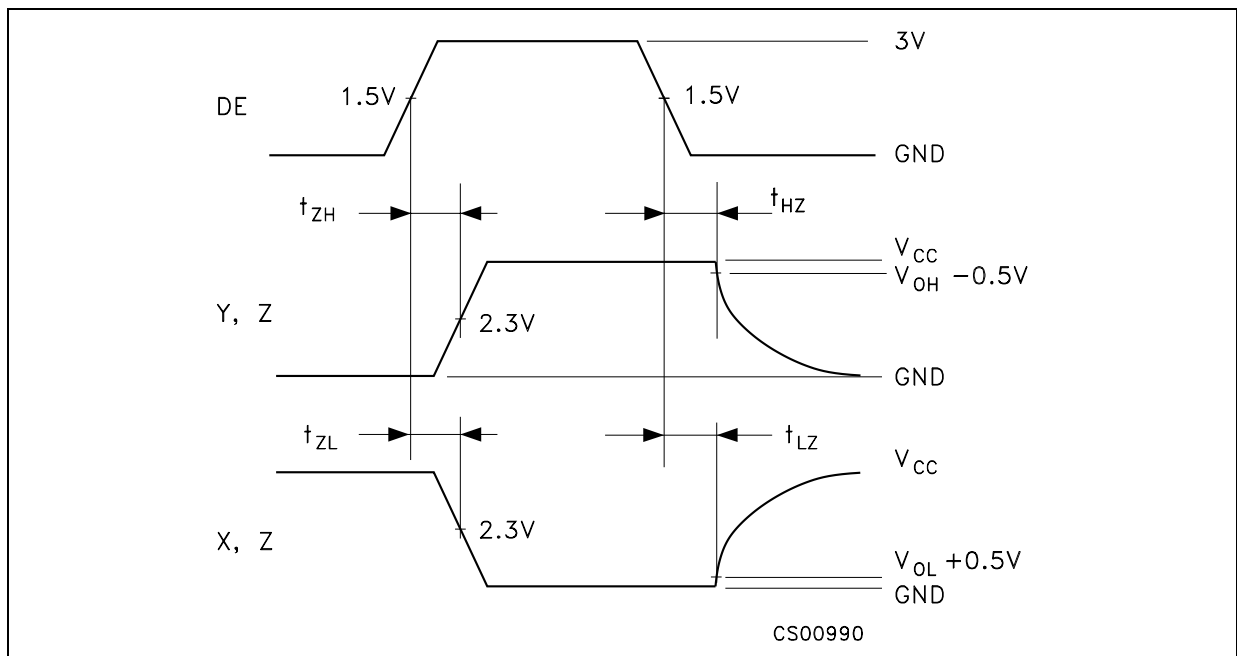 3V
1.5V
1.5V
DE
GND
tZH
tHZ
VCC
VOH -0.5V
Y, Z
2.3V
GND
tZL
tLZ
VCC
2.3V
X, Z
VOL +0.5V
GND
CS00990